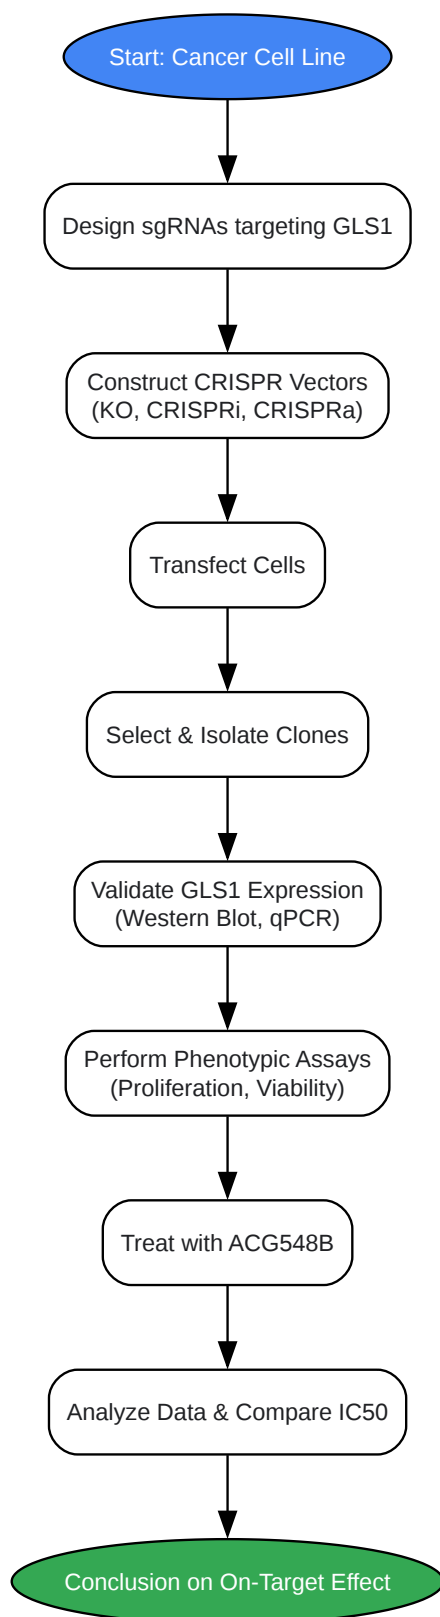 Start: Cancer Cell Line
Design sgRNAs targeting GLS1
Construct CRISPR Vectors
(KO, CRISPRi, CRISPRa)
Transfect Cells
Select & Isolate Clones
Validate GLS1 Expression
(Western Blot, qPCR)
Perform Phenotypic Assays
(Proliferation, Viability)
Treat with ACG548B
Analyze Data & Compare IC50
Conclusion on On-Target Effect